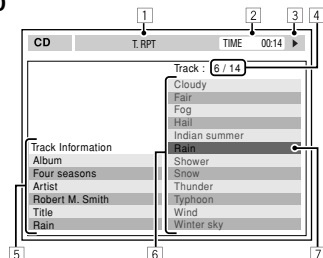 1 2 3 4
CD T. RPT TIME 00:14
Track : 6 / 14
Cloudy
Fair
Fog
Hail
Indian summer
Rain
Shower
Snow
Thunder
Typhoon
Wind
Winter sky
Track Information
Album
Four seasons
Artist
Robert M. Smith
Title
Rain
5 6 7